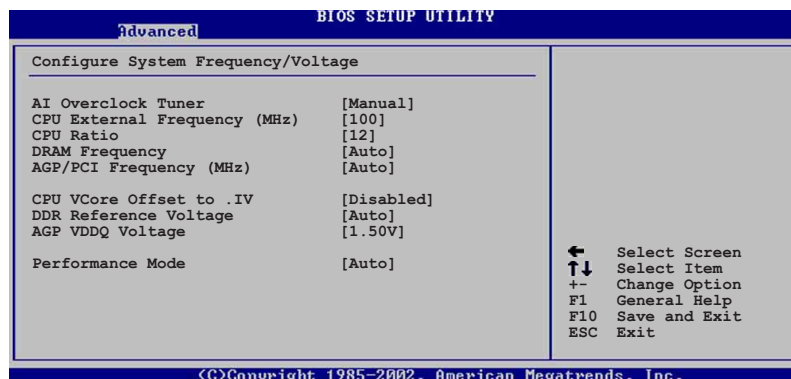 BIOS SETUP UTILITY
Advanced
Configure System Frequency/Voltage
AI Overclock Tuner [Manual]
CPU External Frequency (MHz) [100]
CPU Ratio [12]
DRAM Frequency [Auto]
AGP/PCI Frequency (MHz) [Auto]
CPU VCore Offset to .IV [Disabled]
DDR Reference Voltage [Auto]
AGP VDDQ Voltage [1.50V]
Performance Mode [Auto]
← Select Screen
↑↓ Select Item
+- Change Option
F1 General Help
F10 Save and Exit
ESC Exit
(C)Copyright 1985-2002, American Megatrends, Inc.